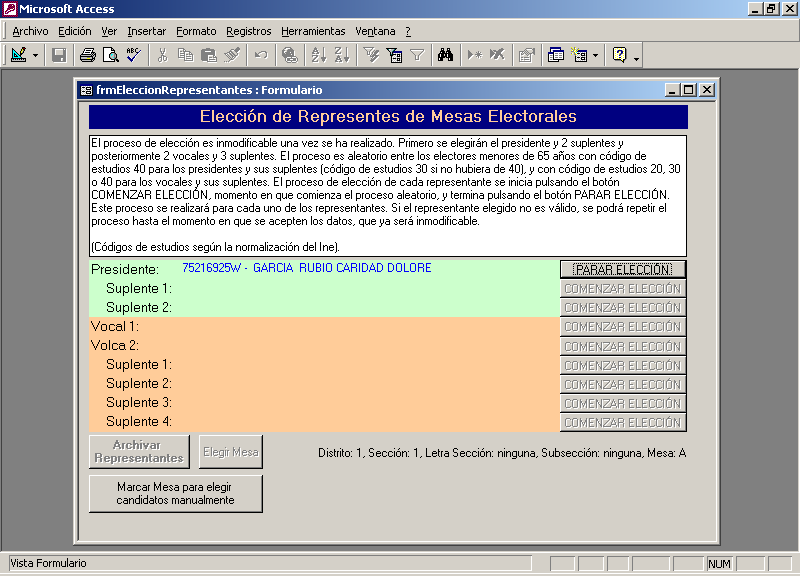 Microsoft Access
Archivo Edición Ver Insertar Formato Registros Herramientas Ventana ?
frmEleccionRepresentantes : Formulario
Elección de Represententes de Mesas Electorales
El proceso de elección es inmodificable una vez se ha realizado. Primero se elegirán el presidente y 2 suplentes y
posteriormente 2 vocales y 3 suplentes. El proceso es aleatorio entre los electores menores de 65 años con código de
estudios 40 para los presidentes y sus suplentes (código de estudios 30 si no hubiera de 40), y con código de estudios 20, 30
o 40 para los vocales y sus suplentes. El proceso de elección de cada representante se inicia pulsando el botón
COMENZAR ELECCIÓN, momento en que comienza el proceso aleatorio, y termina pulsando el botón PARAR ELECCIÓN.
Este proceso se realizará para cada uno de los representantes. Si el representante elegido no es válido, se podrá repetir el
proceso hasta el momento en que se acepten los datos, que ya será inmodificable.
(Códigos de estudios según la normalización del Ine).
Presidente: 75216925W - GARCIA RUBIO CARIDAD DOLORE PARAR ELECCIÓN
Suplente 1: COMENZAR ELECCIÓN
Suplente 2: COMENZAR ELECCIÓN
Vocal 1: COMENZAR ELECCIÓN
Volca 2: COMENZAR ELECCIÓN
Suplente 1: COMENZAR ELECCIÓN
Suplente 2: COMENZAR ELECCIÓN
Suplente 3: COMENZAR ELECCIÓN
Suplente 4: COMENZAR ELECCIÓN
Archivar
Representantes
Elegir Mesa
Distrito: 1, Sección: 1, Letra Sección: ninguna, Subsección: ninguna, Mesa: A
Marcar Mesa para elegir
candidatos manualmente
Vista Formulario NUM